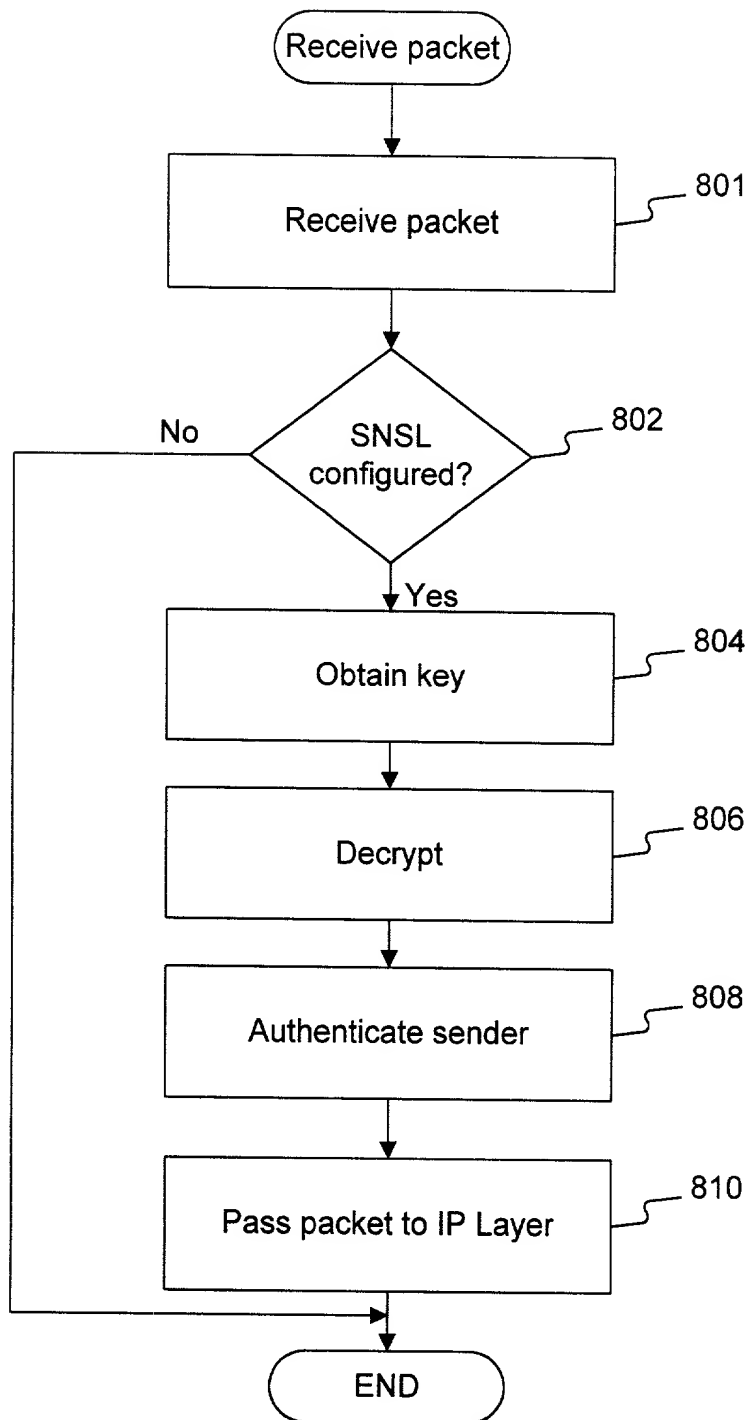 Receive packet
Receive packet
801
SNSL
configured?
802
No
Yes
Obtain key
804
Decrypt
806
Authenticate sender
808
Pass packet to IP Layer
810
END